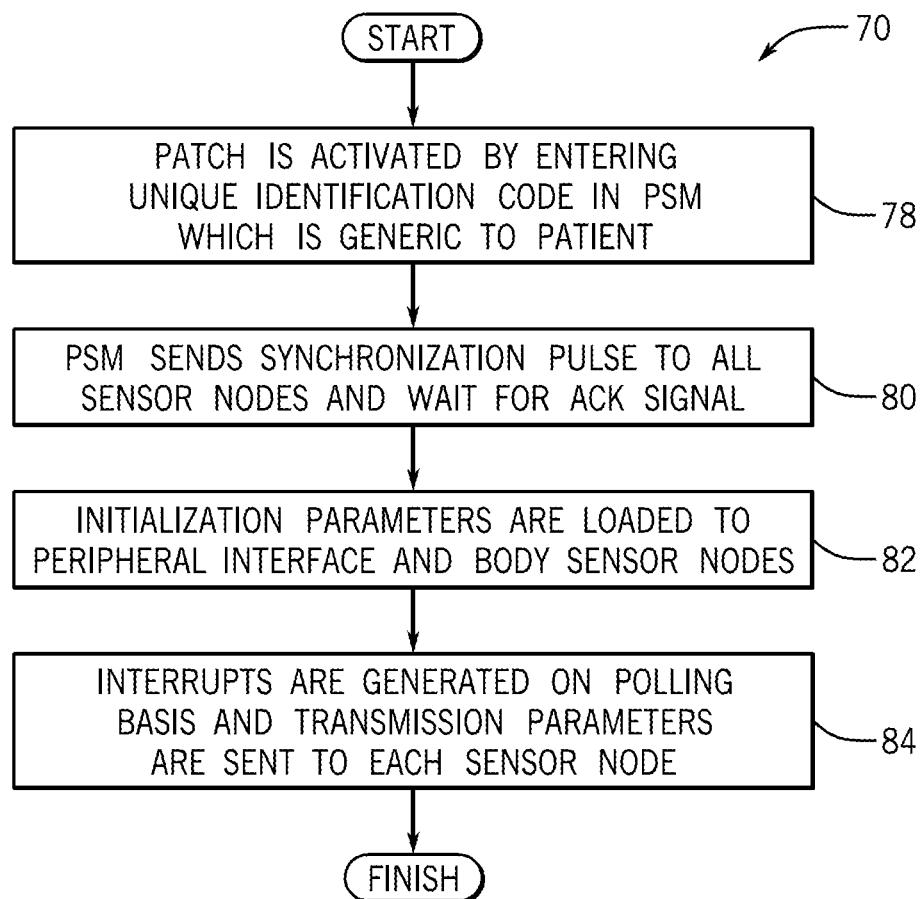 START
70
PATCH IS ACTIVATED BY ENTERING
UNIQUE IDENTIFICATION CODE IN PSM
WHICH IS GENERIC TO PATIENT
78
PSM SENDS SYNCHRONIZATION PULSE TO ALL
SENSOR NODES AND WAIT FOR ACK SIGNAL
80
INITIALIZATION PARAMETERS ARE LOADED TO
PERIPHERAL INTERFACE AND BODY SENSOR NODES
82
INTERRUPTS ARE GENERATED ON POLLING
BASIS AND TRANSMISSION PARAMETERS
ARE SENT TO EACH SENSOR NODE
84
FINISH